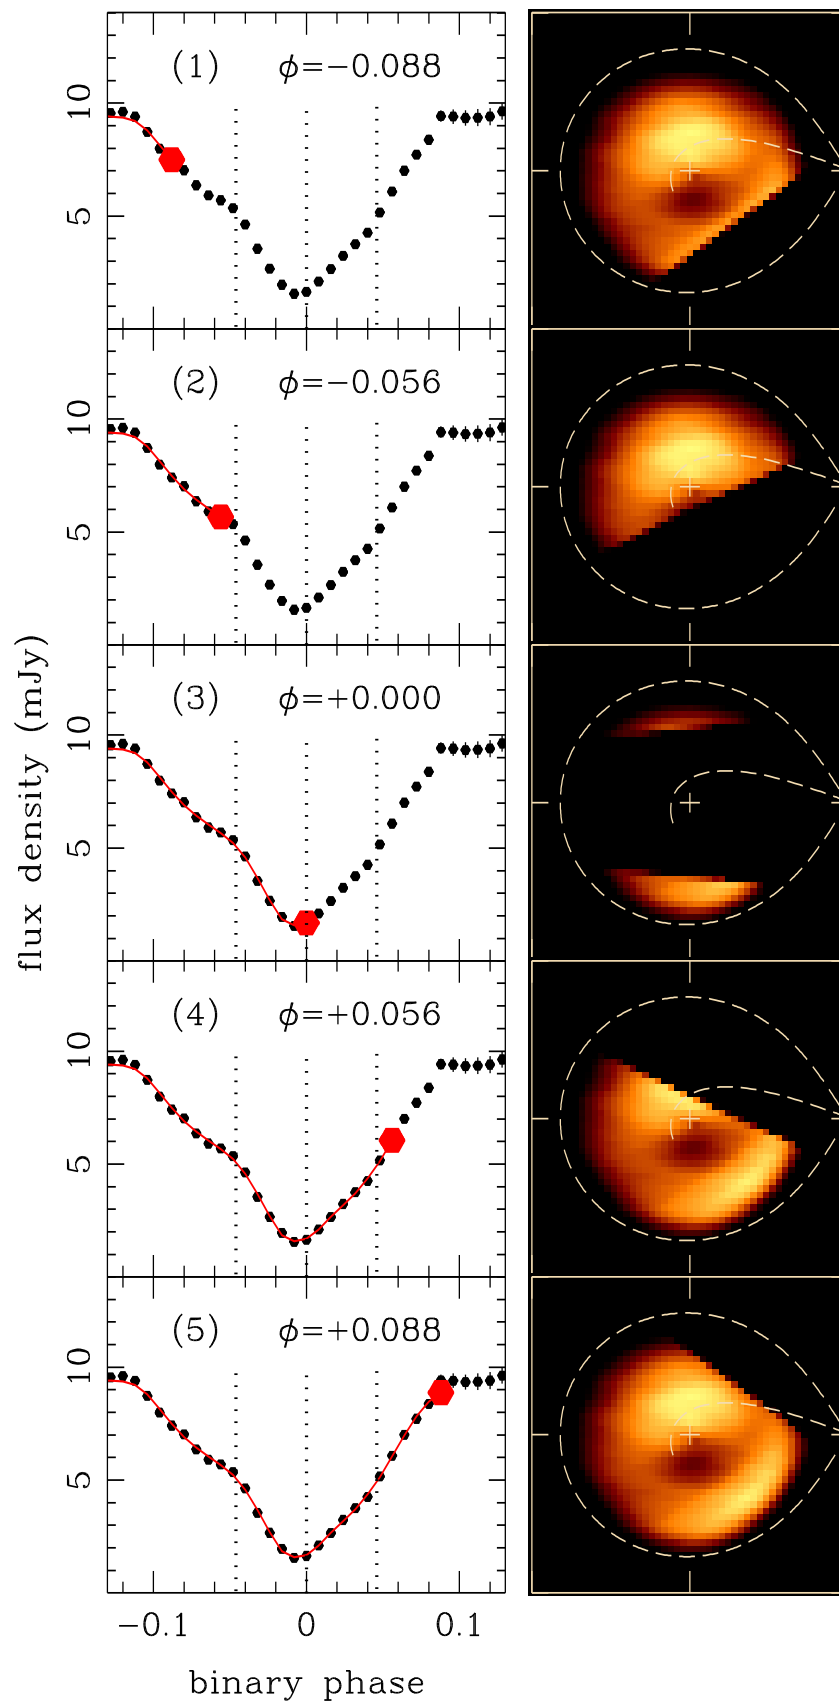 (1) ϕ=−0.088
10
5
(2) ϕ=−0.056
10
5
(3) ϕ=+0.000
10
5
(4) ϕ=+0.056
10
5
(5) ϕ=+0.088
10
5
flux density (mJy)
−0.1 0 0.1
binary phase